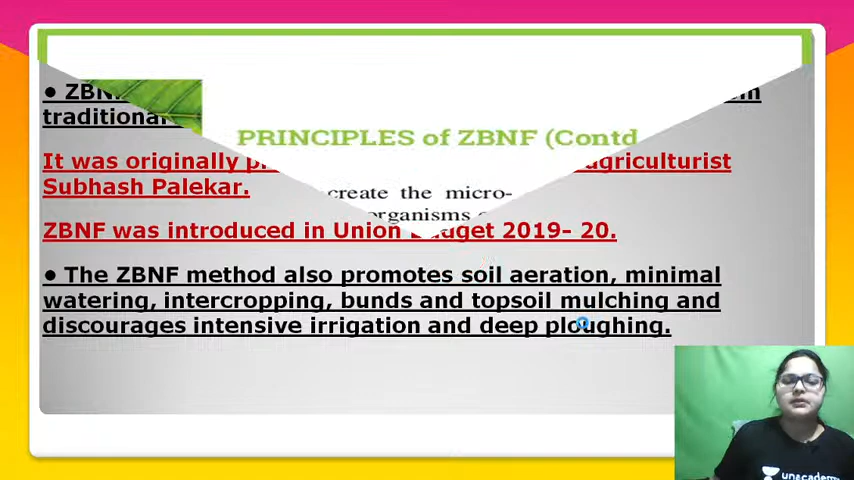 ● ZBN
traditional
PRINCIPLES of ZBNF (Contd
It was originally agriculturist
create the micro-
Subhash Palekar.
organisms
ZBNF was introduced in Union Budget 2019- 20.
● The ZBNF method also promotes soil aeration, minimal
watering, intercropping, bunds and topsoil mulching and
discourages intensive irrigation and deep ploughing.
unacademy